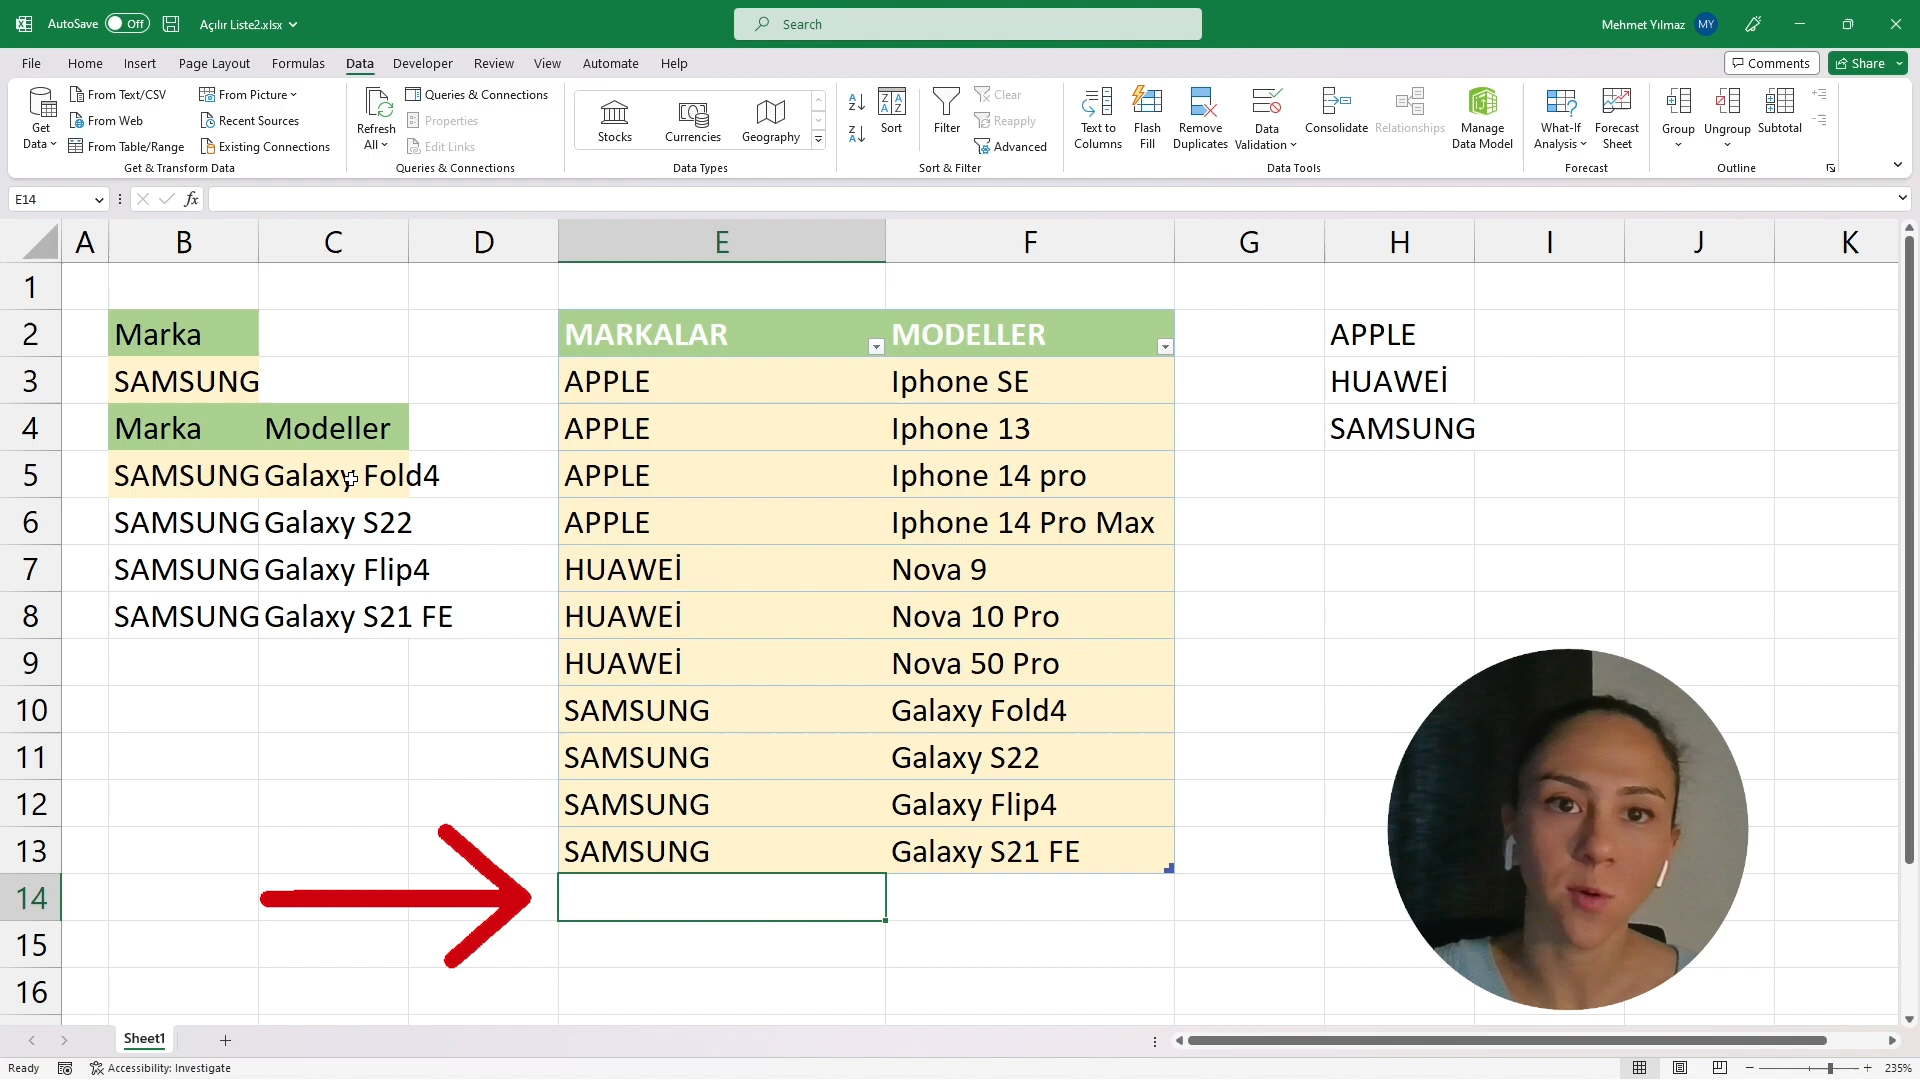 AutoSave Off Açılır Liste2.xlsx Search Mehmet Yılmaz MY
File Home Insert Page Layout Formulas Data Developer Review View Automate Help Comments Share
Get Data
From Text/CSV
From Web
From Table/Range
From Picture
Recent Sources
Existing Connections
Get & Transform Data
Refresh All
Queries & Connections
Properties
Edit Links
Queries & Connections
Stocks Currencies Geography
Data Types
Sort
Filter
Clear
Reapply
Advanced
Sort & Filter
Text to Columns
Flash Fill
Remove Duplicates
Data Validation
Consolidate
Relationships
Manage Data Model
Data Tools
What-If Analysis
Forecast Sheet
Forecast
Group
Ungroup
Subtotal
Outline
E14 fx
A B C D E F G H I J K
1
2 Marka MARKALAR MODELLER APPLE
3 SAMSUNG APPLE Iphone SE HUAWEİ
4 Marka Modeller APPLE Iphone 13 SAMSUNG
5 SAMSUNG Galaxy Fold4 APPLE Iphone 14 pro
6 SAMSUNG Galaxy S22 APPLE Iphone 14 Pro Max
7 SAMSUNG Galaxy Flip4 HUAWEİ Nova 9
8 SAMSUNG Galaxy S21 FE HUAWEİ Nova 10 Pro
9 HUAWEİ Nova 50 Pro
10 SAMSUNG Galaxy Fold4
11 SAMSUNG Galaxy S22
12 SAMSUNG Galaxy Flip4
13 SAMSUNG Galaxy S21 FE
14
15
16
Sheet1
Ready Accessibility: Investigate 235%